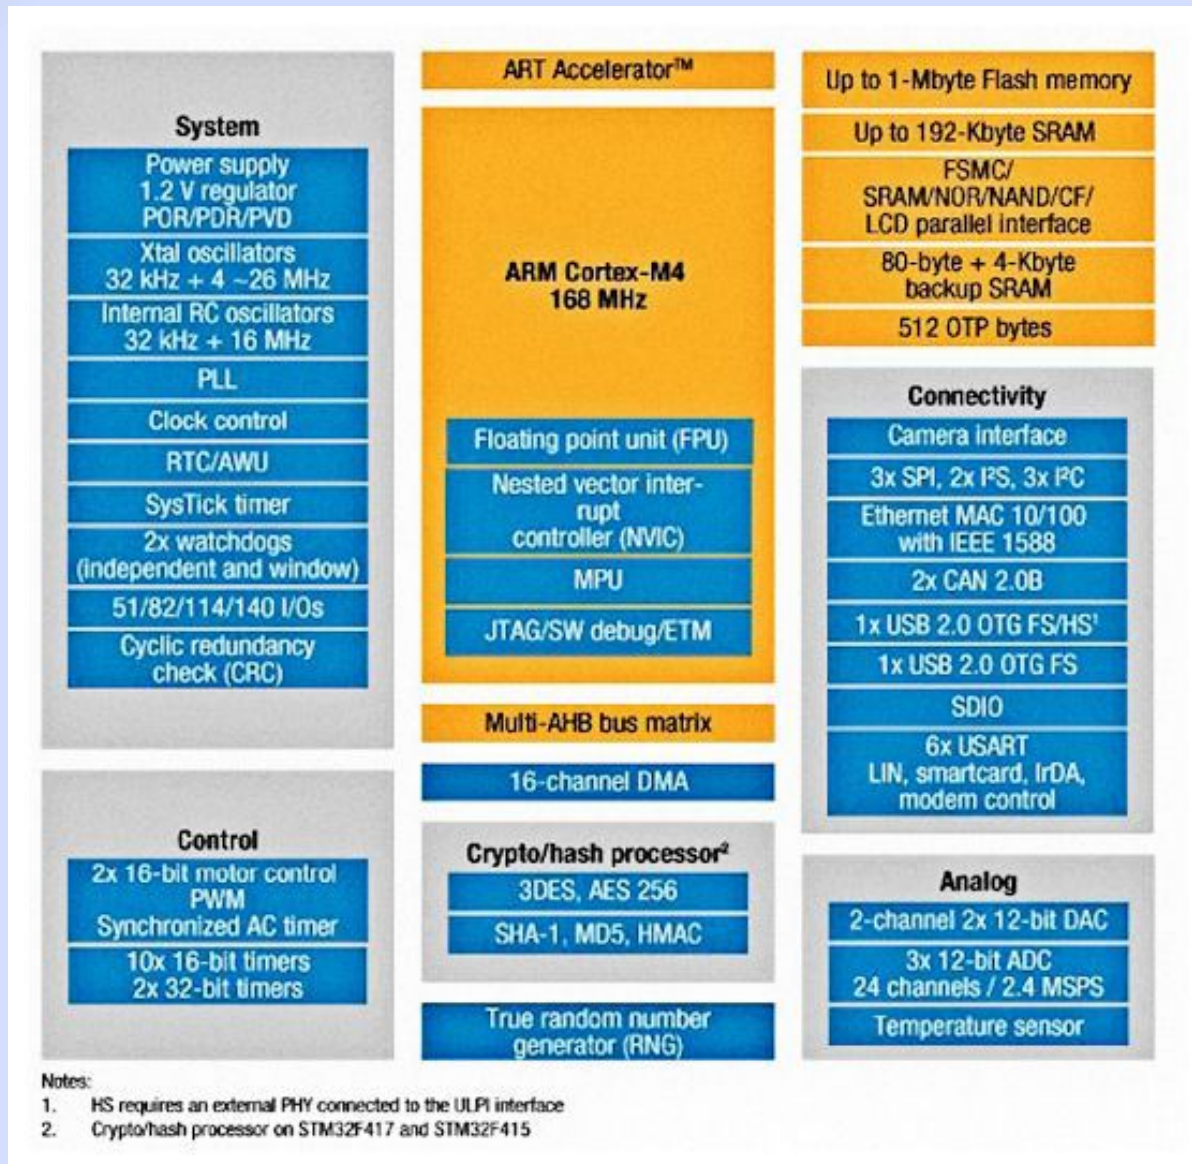 System
Power supply
1.2 V regulator
POR/PDR/PVD
Xtal oscillators
32 kHz + 4 ~26 MHz
Internal RC oscillators
32 kHz + 16 MHz
PLL
Clock control
RTC/AWU
SysTick timer
2x watchdogs
(independent and window)
51/82/114/140 I/Os
Cyclic redundancy
check (CRC)
Control
2x 16-bit motor control
PWM
Synchronized AC timer
10x 16-bit timers
2x 32-bit timers
ART Accelerator™
ARM Cortex-M4
168 MHz
Floating point unit (FPU)
Nested vector inter-
rupt
controller (NVIC)
MPU
JTAG/SW debug/ETM
Multi-AHB bus matrix
16-channel DMA
Crypto/hash processor²
3DES, AES 256
SHA-1, MD5, HMAC
True random number
generator (RNG)
Up to 1-Mbyte Flash memory
Up to 192-Kbyte SRAM
FSMC/
SRAM/NOR/NAND/CF/
LCD parallel interface
80-byte + 4-Kbyte
backup SRAM
512 OTP bytes
Connectivity
Camera interface
3x SPI, 2x I²S, 3x I²C
Ethernet MAC 10/100
with IEEE 1588
2x CAN 2.0B
1x USB 2.0 OTG FS/HS¹
1x USB 2.0 OTG FS
SDIO
6x USART
LIN, smartcard, IrDA,
modem control
Analog
2-channel 2x 12-bit DAC
3x 12-bit ADC
24 channels / 2.4 MSPS
Temperature sensor
Notes:
1. HS requires an external PHY connected to the ULPI interface
2. Crypto/hash processor on STM32F417 and STM32F415